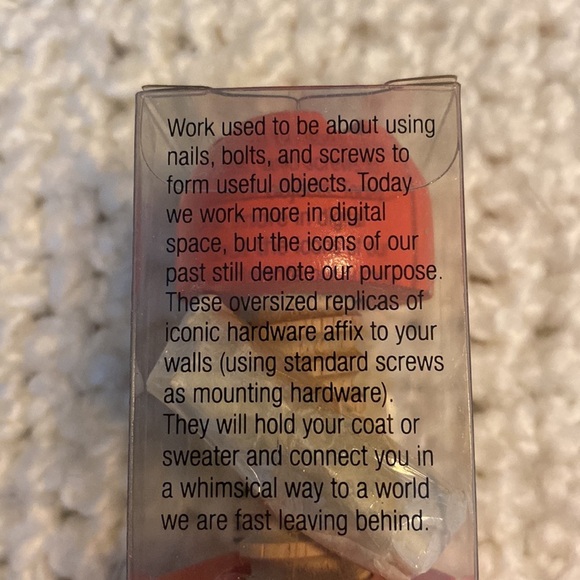 Work used to be about using
nails, bolts, and screws to
form useful objects. Today
we work more in digital
space, but the icons of our
past still denote our purpose.
These oversized replicas of
iconic hardware affix to your
walls (using standard screws
as mounting hardware).
They will hold your coat or
sweater and connect you in
a whimsical way to a world
we are fast leaving behind.